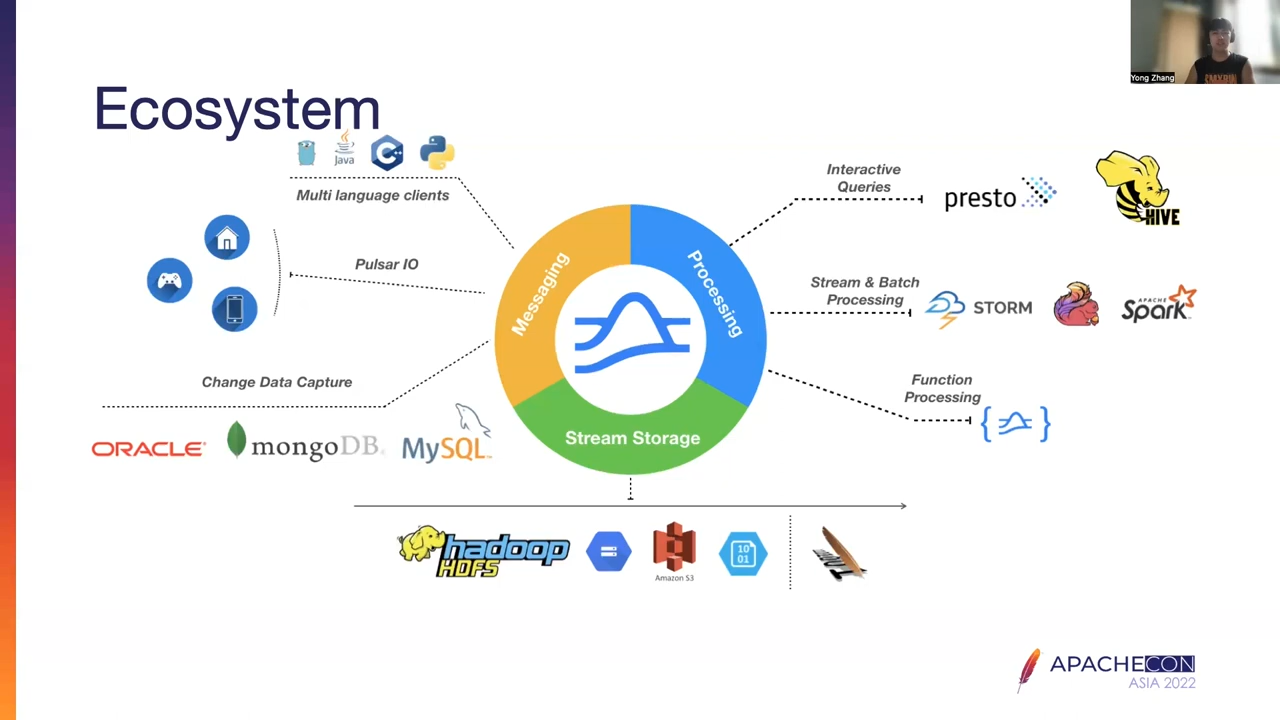 Yong Zhang
Ecosystem
Java
Multi language clients
Pulsar IO
Change Data Capture
ORACLE
mongoDB
MySQL
Messaging
Processing
Stream Storage
Interactive
Queries
presto
HIVE
Stream & Batch
Processing
STORM
APACHE
Spark
Function
Processing
hadoop
HDFS
Amazon S3
10
01
APACHECON
ASIA 2022